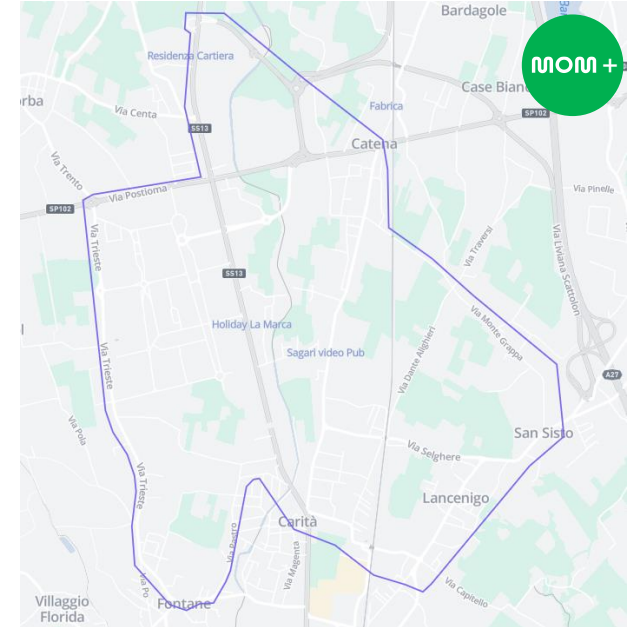 Bardagole
MOM +
Residenza Cartiera
Case Bianc
orba
Via Centa
Fabrica
SP102
SS13
Catena
Via Trento
Via Postioma
Via Pinelle
SP102
Via Trieste
Via Traversi
Via Liviana Scattolon
SS13
Holiday La Marca
Via Monte Grappa
Sagari video Pub
Via Dante Alighieri
Via Trieste
A27
Via Pola
San Sisto
Via Selghere
Via Trieste
Lancenigo
Carità
Via Pastro
Via Magenta
Via Po
Via Capitello
Villaggio
Florida
Fontane